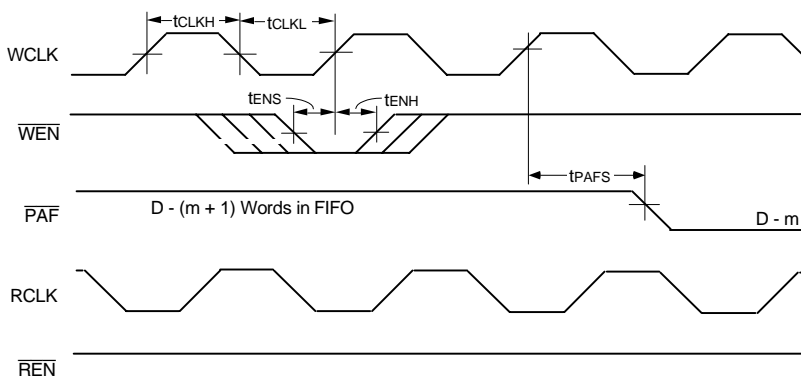 tCLKH
tCLKL
WCLK
tENS
tENH
WEN
tPAFS
PAF
D - (m + 1) Words in FIFO
D - m
RCLK
REN